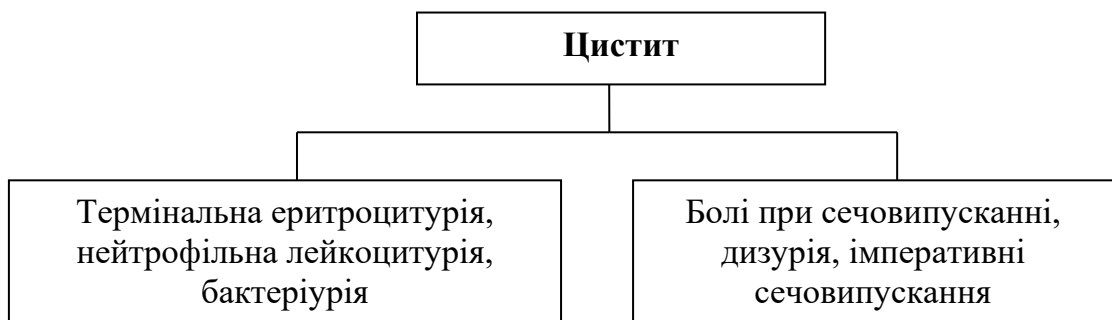 Цистит
Термінальна еритроцитурія,
нейтрофільна лейкоцитурія,
бактеріурія
Болі при сечовипусканні,
дизурія, імперативні
сечовипускання